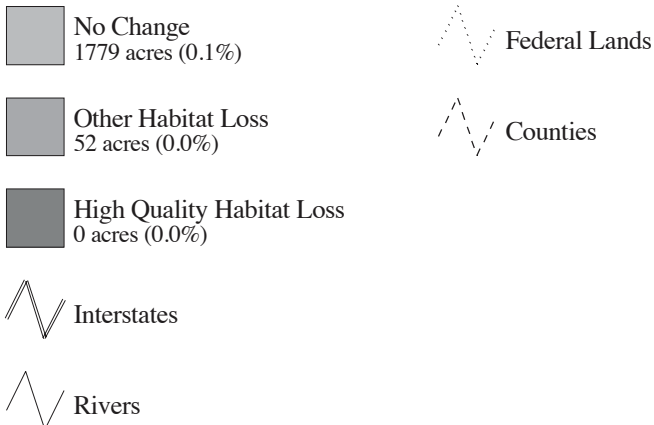 No Change
1779 acres (0.1%)
Other Habitat Loss
52 acres (0.0%)
High Quality Habitat Loss
0 acres (0.0%)
Interstates
Rivers
Federal Lands
Counties